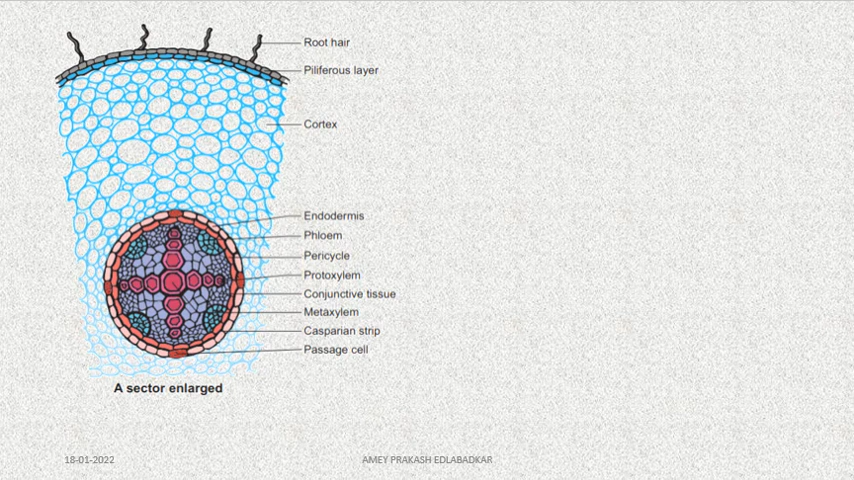 Root hair
Piliferous layer
Cortex
Endodermis
Phloem
Pericycle
Protoxylem
Conjunctive tissue
Metaxylem
Casparian strip
Passage cell
A sector enlarged
18-01-2022
AMEY PRAKASH EDLABADKAR